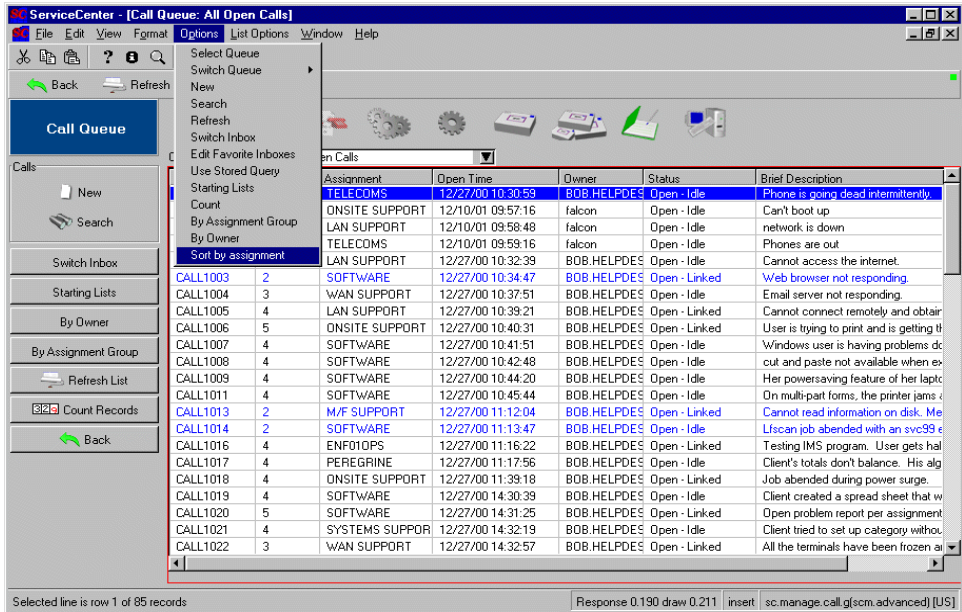 SC ServiceCenter - [Call Queue: All Open Calls]
SC File Edit View Format Options List Options Window Help
Back Refresh
Select Queue
Switch Queue
New
Search
Refresh
Switch Inbox
Edit Favorite Inboxes
Use Stored Query
Starting Lists
Count
By Assignment Group
By Owner
Sort by assignment
Call Queue
Calls
New
Search
Switch Inbox
Starting Lists
By Owner
By Assignment Group
Refresh List
Count Records
Back
en Calls
Assignment Open Time Owner Status Brief Description
TELECOMS 12/27/00 10:30:59 BOB.HELPDES Open - Idle Phone is going dead intermittently.
ONSITE SUPPORT 12/10/01 09:57:16 falcon Open - Idle Can't boot up
LAN SUPPORT 12/10/01 09:58:48 falcon Open - Idle network is down
TELECOMS 12/10/01 09:59:16 falcon Open - Idle Phones are out
LAN SUPPORT 12/27/00 10:32:39 BOB.HELPDES Open - Idle Cannot access the internet.
CALL1003 2 SOFTWARE 12/27/00 10:34:47 BOB.HELPDES Open - Linked Web browser not responding.
CALL1004 3 WAN SUPPORT 12/27/00 10:37:51 BOB.HELPDES Open - Idle Email server not responding.
CALL1005 4 LAN SUPPORT 12/27/00 10:39:21 BOB.HELPDES Open - Linked Cannot connect remotely and obtain
CALL1006 5 ONSITE SUPPORT 12/27/00 10:40:31 BOB.HELPDES Open - Linked User is trying to print and is getting th
CALL1007 4 SOFTWARE 12/27/00 10:41:51 BOB.HELPDES Open - Idle Windows user is having problems do
CALL1008 4 SOFTWARE 12/27/00 10:42:48 BOB.HELPDES Open - Idle cut and paste not available when ex
CALL1009 4 SOFTWARE 12/27/00 10:44:20 BOB.HELPDES Open - Idle Her powersaving feature of her lapto
CALL1011 4 SOFTWARE 12/27/00 10:45:44 BOB.HELPDES Open - Idle On multi-part forms, the printer jams a
CALL1013 2 M/F SUPPORT 12/27/00 11:12:04 BOB.HELPDES Open - Linked Cannot read information on disk. Me
CALL1014 2 SOFTWARE 12/27/00 11:13:47 BOB.HELPDES Open - Idle Lfscan job abended with an svc99 e
CALL1016 4 ENF01OPS 12/27/00 11:16:22 BOB.HELPDES Open - Linked Testing IMS program. User gets hal
CALL1017 4 PEREGRINE 12/27/00 11:17:56 BOB.HELPDES Open - Idle Client's totals don't balance. His alg
CALL1018 4 ONSITE SUPPORT 12/27/00 11:39:18 BOB.HELPDES Open - Linked Job abended during power surge.
CALL1019 4 SOFTWARE 12/27/00 14:30:39 BOB.HELPDES Open - Idle Client created a spread sheet that w
CALL1020 5 SOFTWARE 12/27/00 14:31:25 BOB.HELPDES Open - Linked Open problem report per assignment
CALL1021 4 SYSTEMS SUPPOR 12/27/00 14:32:19 BOB.HELPDES Open - Idle Client tried to set up category withou
CALL1022 3 WAN SUPPORT 12/27/00 14:32:57 BOB.HELPDES Open - Linked All the terminals have been frozen an
Selected line is row 1 of 85 records Response 0.190 draw 0.211 insert sc.manage.call.g(scm.advanced) [US]